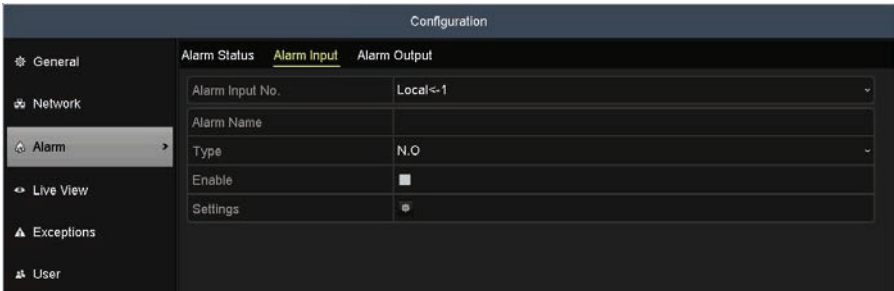 Configuration
General
Network
Alarm
Live View
Exceptions
User
Alarm Status Alarm Input Alarm Output
Alarm Input No. Local<-1
Alarm Name
Type N.O
Enable
Settings